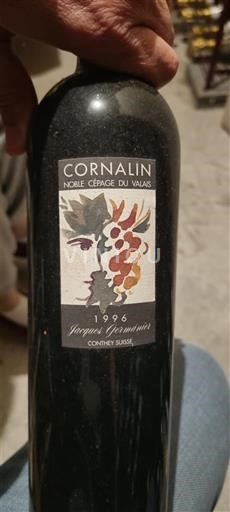 CORNALIN
NOBLE CÉPAGE DU VALAIS
1996
Jacques Germanier
CONTHEY SUISSE